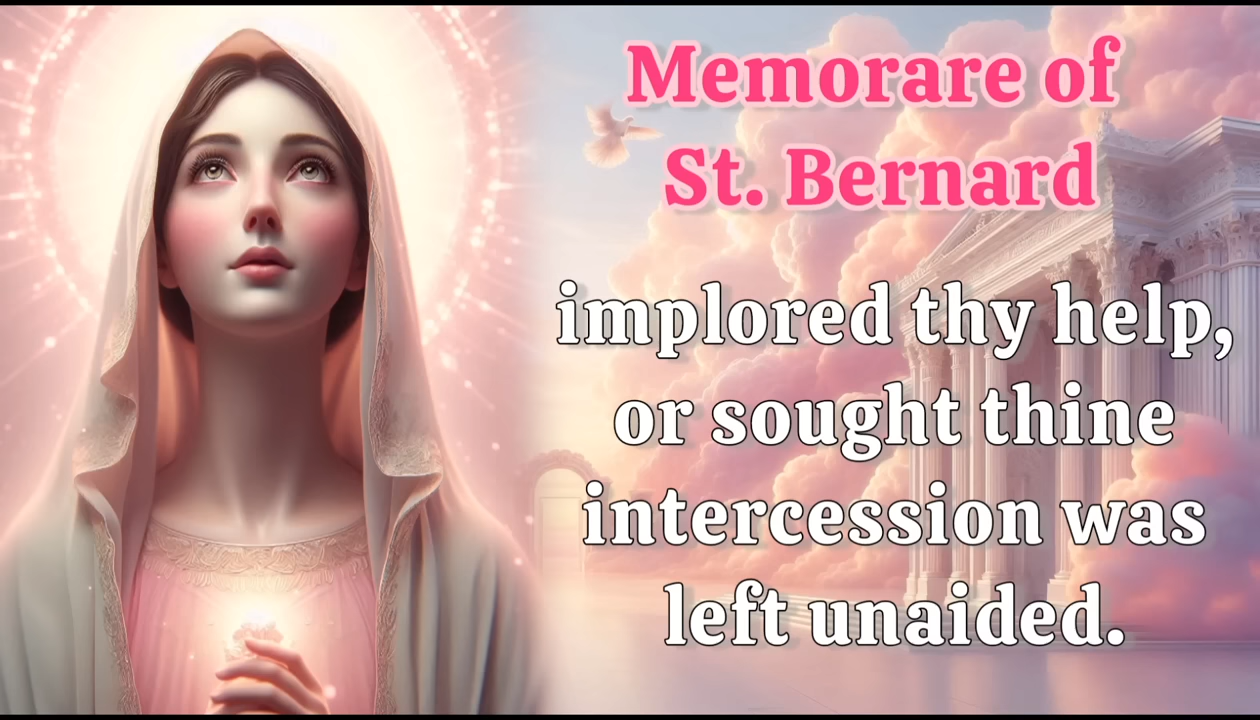 Memorare of
St. Bernard
implored thy help,
or sought thine
intercession was
left unaided.